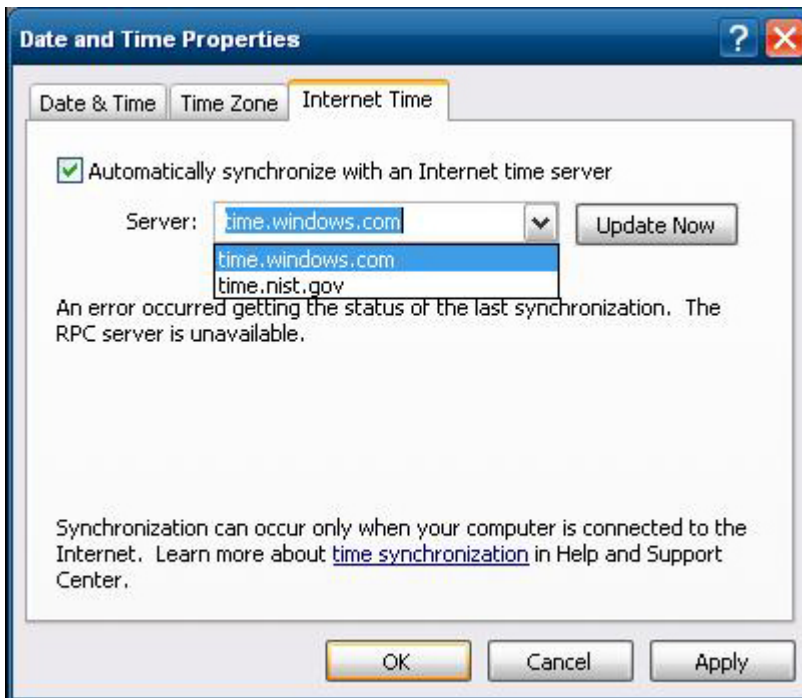 Date and Time Properties
Date & Time
Time Zone
Internet Time
Automatically synchronize with an Internet time server
Server:
time.windows.com
Update Now
time.windows.com
time.nist.gov
An error occurred getting the status of the last synchronization. The
RPC server is unavailable.
Synchronization can occur only when your computer is connected to the
Internet. Learn more about time synchronization in Help and Support
Center.
OK
Cancel
Apply